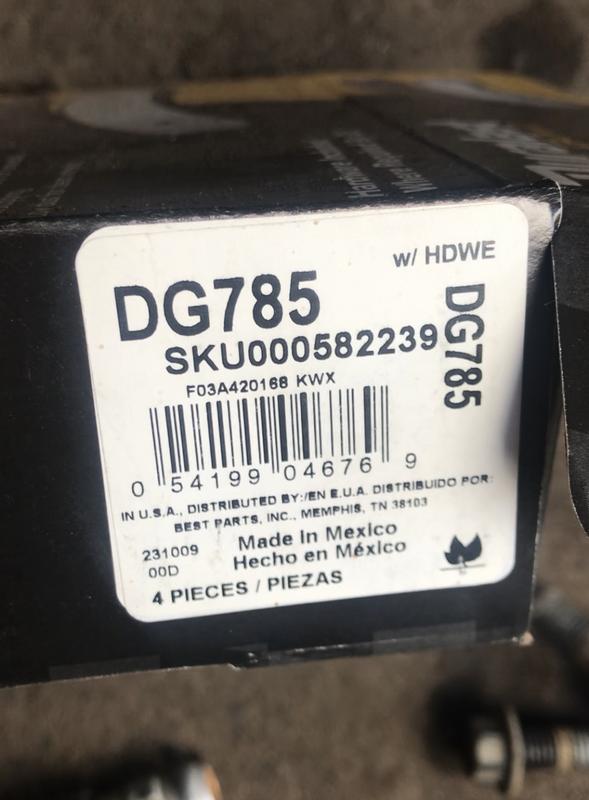 w/ HDWE
DG785
SKU000582239
DG785
F03A420168 KWX
0 54199 04676 9
IN U.S.A., DISTRIBUTED BY:/EN E.U.A. DISTRIBUIDO POR:
BEST PARTS, INC., MEMPHIS, TN 38103
231009
00D
Made In Mexico
Hecho en México
4 PIECES / PIEZAS